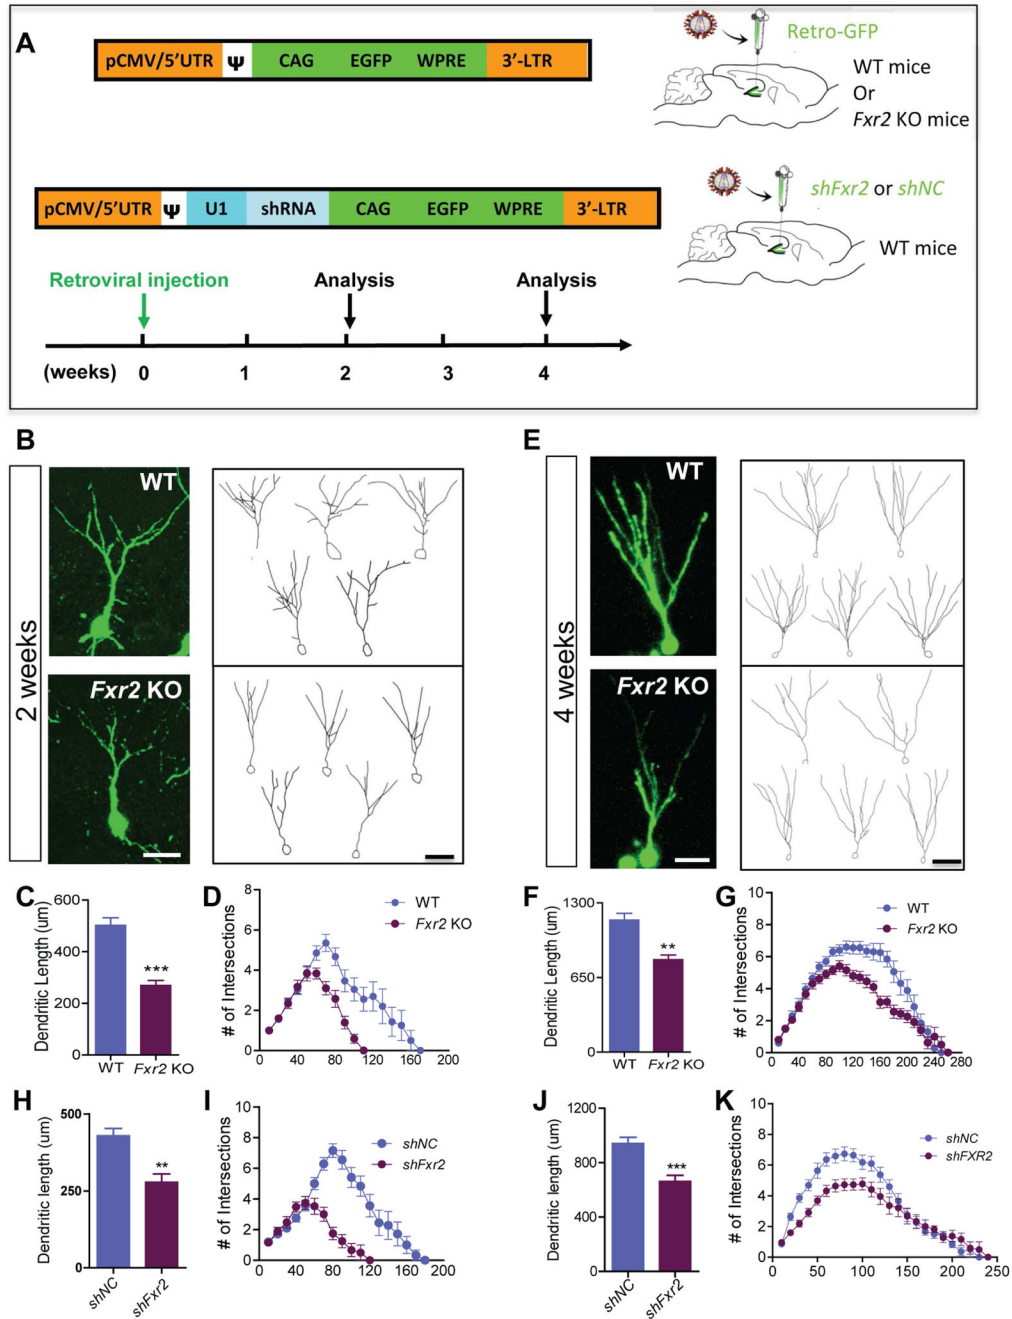 A
pCMV/5'UTR Ψ CAG EGFP WPRE 3'-LTR
Retro-GFP
WT mice
Or
Fxr2 KO mice
pCMV/5'UTR Ψ U1 shRNA CAG EGFP WPRE 3'-LTR
shFxr2 or shNC
WT mice
Retroviral injection Analysis Analysis
(weeks) 0 1 2 3 4
B
2 weeks
WT
Fxr2 KO
E
4 weeks
WT
Fxr2 KO
C
Dendritic Length (um)
600
400
200
0
***
WT Fxr2 KO
D
# of Intersections
8
6
4
2
0
WT
Fxr2 KO
0 40 80 120 160 200
F
Dendritic Length (um)
1300
650
0
**
WT Fxr2 KO
G
# of Intersections
10
8
6
4
2
0
WT
Fxr2 KO
0 40 80 120 160 200 240 280
H
Dendritic length (um)
500
250
0
**
shNC shFxr2
I
# of Intersections
10
8
6
4
2
0
shNC
shFxr2
0 40 80 120 160 200
J
Dendritic length (um)
1200
800
400
0
***
shNC shFxr2
K
# of Intersections
10
8
6
4
2
0
shNC
shFXR2
0 50 100 150 200 250